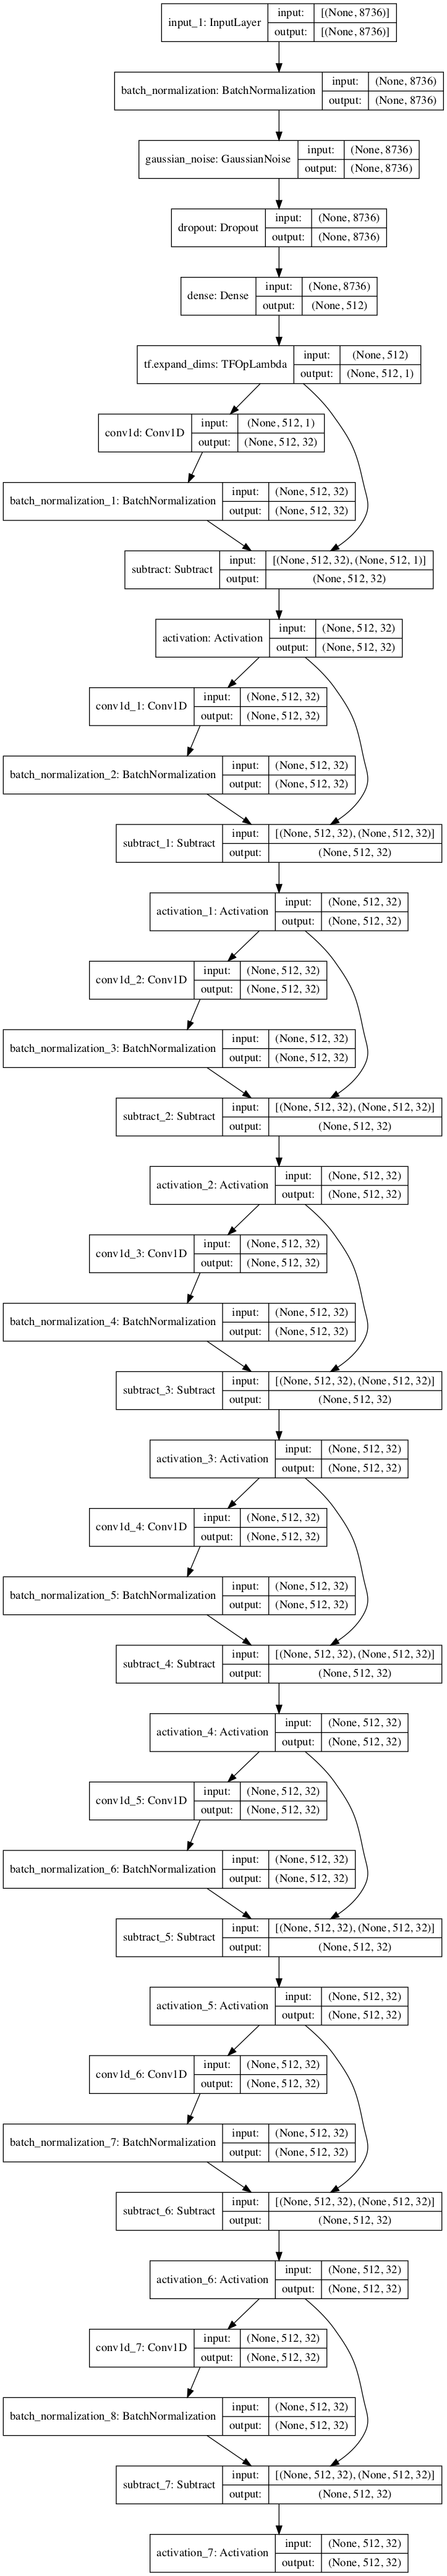 input_1: InputLayer
input: [(None, 8736)]
output: [(None, 8736)]
batch_normalization: BatchNormalization
input: (None, 8736)
output: (None, 8736)
gaussian_noise: GaussianNoise
input: (None, 8736)
output: (None, 8736)
dropout: Dropout
input: (None, 8736)
output: (None, 8736)
dense: Dense
input: (None, 8736)
output: (None, 512)
tf.expand_dims: TFOpLambda
input: (None, 512)
output: (None, 512, 1)
conv1d: Conv1D
input: (None, 512, 1)
output: (None, 512, 32)
batch_normalization_1: BatchNormalization
input: (None, 512, 32)
output: (None, 512, 32)
subtract: Subtract
input: [(None, 512, 32), (None, 512, 1)]
output: (None, 512, 32)
activation: Activation
input: (None, 512, 32)
output: (None, 512, 32)
conv1d_1: Conv1D
input: (None, 512, 32)
output: (None, 512, 32)
batch_normalization_2: BatchNormalization
input: (None, 512, 32)
output: (None, 512, 32)
subtract_1: Subtract
input: [(None, 512, 32), (None, 512, 32)]
output: (None, 512, 32)
activation_1: Activation
input: (None, 512, 32)
output: (None, 512, 32)
conv1d_2: Conv1D
input: (None, 512, 32)
output: (None, 512, 32)
batch_normalization_3: BatchNormalization
input: (None, 512, 32)
output: (None, 512, 32)
subtract_2: Subtract
input: [(None, 512, 32), (None, 512, 32)]
output: (None, 512, 32)
activation_2: Activation
input: (None, 512, 32)
output: (None, 512, 32)
conv1d_3: Conv1D
input: (None, 512, 32)
output: (None, 512, 32)
batch_normalization_4: BatchNormalization
input: (None, 512, 32)
output: (None, 512, 32)
subtract_3: Subtract
input: [(None, 512, 32), (None, 512, 32)]
output: (None, 512, 32)
activation_3: Activation
input: (None, 512, 32)
output: (None, 512, 32)
conv1d_4: Conv1D
input: (None, 512, 32)
output: (None, 512, 32)
batch_normalization_5: BatchNormalization
input: (None, 512, 32)
output: (None, 512, 32)
subtract_4: Subtract
input: [(None, 512, 32), (None, 512, 32)]
output: (None, 512, 32)
activation_4: Activation
input: (None, 512, 32)
output: (None, 512, 32)
conv1d_5: Conv1D
input: (None, 512, 32)
output: (None, 512, 32)
batch_normalization_6: BatchNormalization
input: (None, 512, 32)
output: (None, 512, 32)
subtract_5: Subtract
input: [(None, 512, 32), (None, 512, 32)]
output: (None, 512, 32)
activation_5: Activation
input: (None, 512, 32)
output: (None, 512, 32)
conv1d_6: Conv1D
input: (None, 512, 32)
output: (None, 512, 32)
batch_normalization_7: BatchNormalization
input: (None, 512, 32)
output: (None, 512, 32)
subtract_6: Subtract
input: [(None, 512, 32), (None, 512, 32)]
output: (None, 512, 32)
activation_6: Activation
input: (None, 512, 32)
output: (None, 512, 32)
conv1d_7: Conv1D
input: (None, 512, 32)
output: (None, 512, 32)
batch_normalization_8: BatchNormalization
input: (None, 512, 32)
output: (None, 512, 32)
subtract_7: Subtract
input: [(None, 512, 32), (None, 512, 32)]
output: (None, 512, 32)
activation_7: Activation
input: (None, 512, 32)
output: (None, 512, 32)